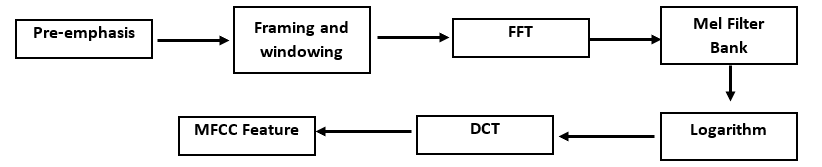 Pre-emphasis
Framing and
windowing
FFT
Mel Filter
Bank
Logarithm
DCT
MFCC Feature